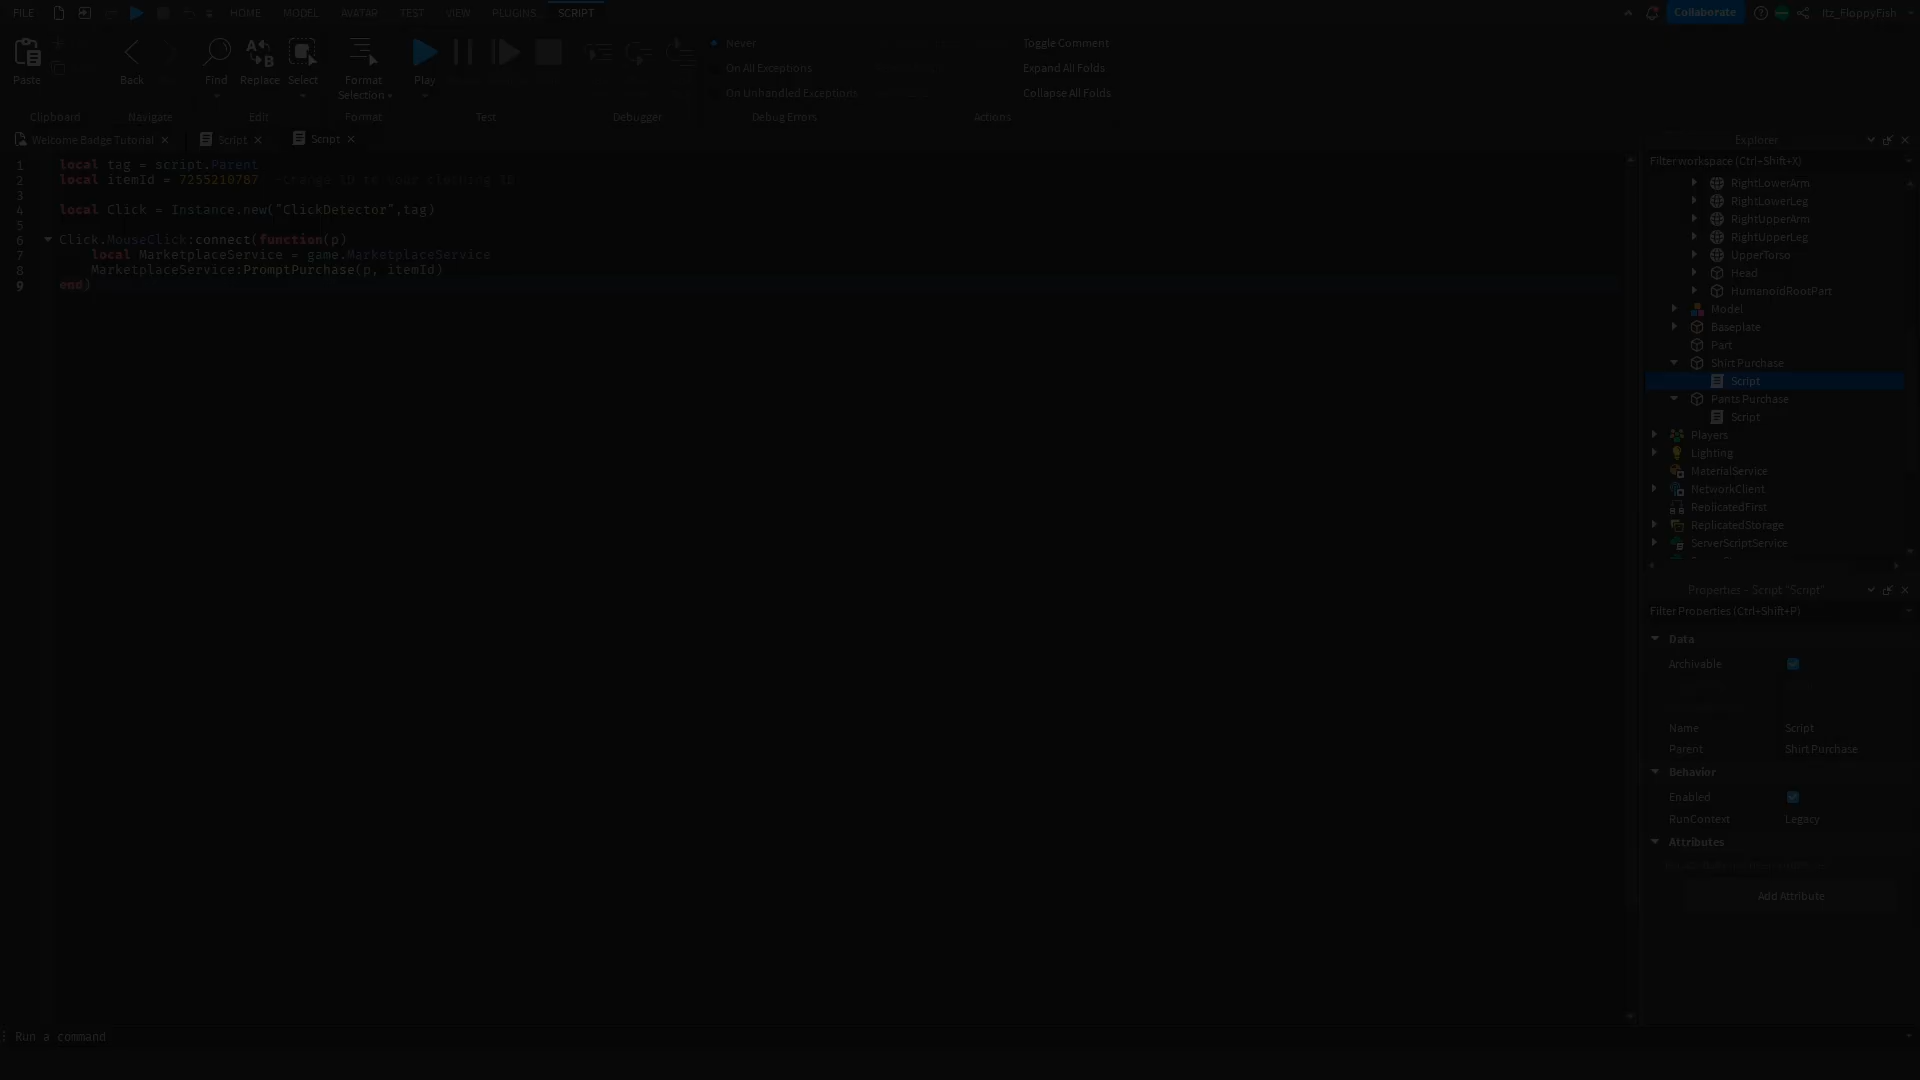 FILE HOME MODEL AVATAR TEST VIEW PLUGINS SCRIPT Collaborate Itz_FloppyFish
Paste Back Find Replace Select Format Selection Play
Never
On All Exceptions
On Unhandled Exceptions
Toggle Comment
Expand All Folds
Collapse All Folds
Clipboard Navigate Edit Format Test Debugger Debug Errors Actions
Welcome Badge Tutorial Script Script
1 local tag = script.Parent
2 local itemId = 7255210787 --Change ID to your clothing ID
3
4 local Click = Instance.new("ClickDetector",tag)
5
6 Click.MouseClick:connect(function(p)
7 local MarketplaceService = game.MarketplaceService
8 MarketplaceService:PromptPurchase(p, itemId)
9 end)
Explorer
Filter workspace (Ctrl+Shift+X)
RightLowerArm
RightLowerLeg
RightUpperArm
RightUpperLeg
UpperTorso
Head
HumanoidRootPart
Model
Baseplate
Part
Shirt Purchase
Script
Pants Purchase
Script
Players
Lighting
MaterialService
NetworkClient
ReplicatedFirst
ReplicatedStorage
ServerScriptService
Properties - Script "Script"
Filter Properties (Ctrl+Shift+P)
Data
Archivable
Name Script
Parent Shirt Purchase
Behavior
Enabled
RunContext Legacy
Attributes
Add Attribute
Run a command